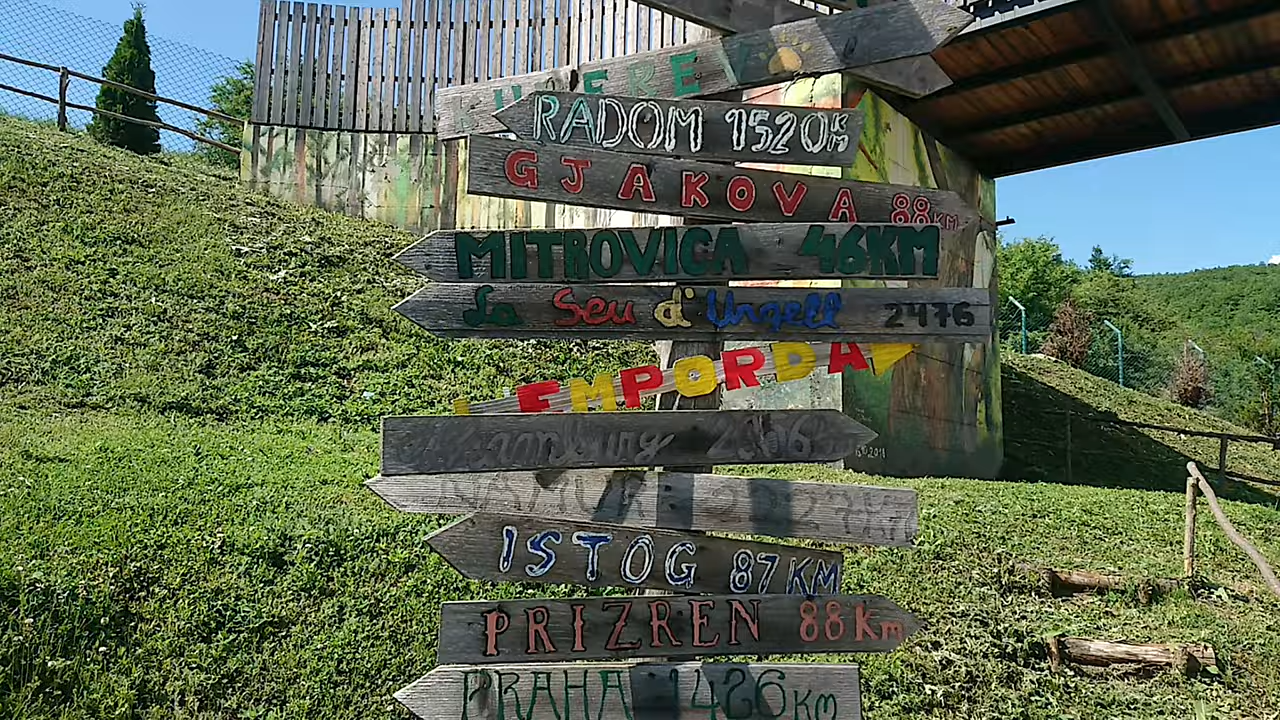 RADOM 1520KM
GJAKOVA 88KM
MITROVICA 46KM
La Seu d'Urgell 2476
EMPORDA
ISTOG 87KM
PRIZREN 88Km
PRAHA 1426Km